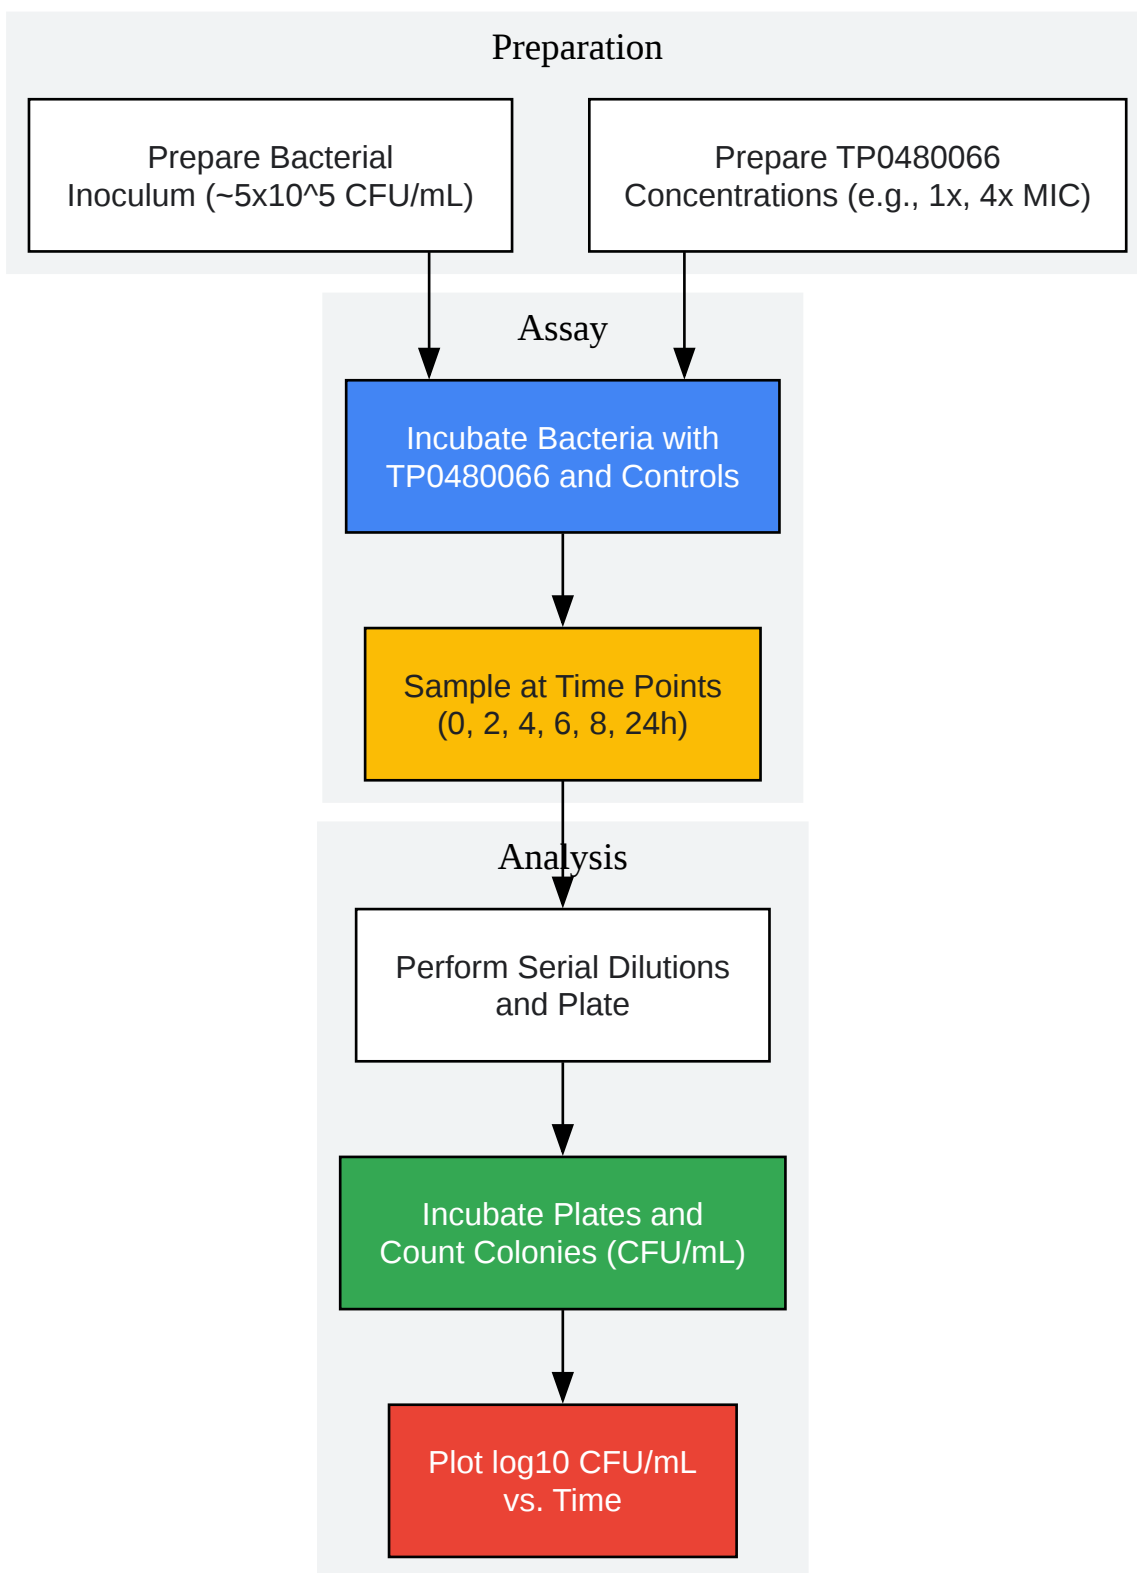 Preparation
Prepare Bacterial
Inoculum (~5x10^5 CFU/mL)
Prepare TP0480066
Concentrations (e.g., 1x, 4x MIC)
Assay
Incubate Bacteria with
TP0480066 and Controls
Sample at Time Points
(0, 2, 4, 6, 8, 24h)
Analysis
Perform Serial Dilutions
and Plate
Incubate Plates and
Count Colonies (CFU/mL)
Plot log10 CFU/mL
vs. Time